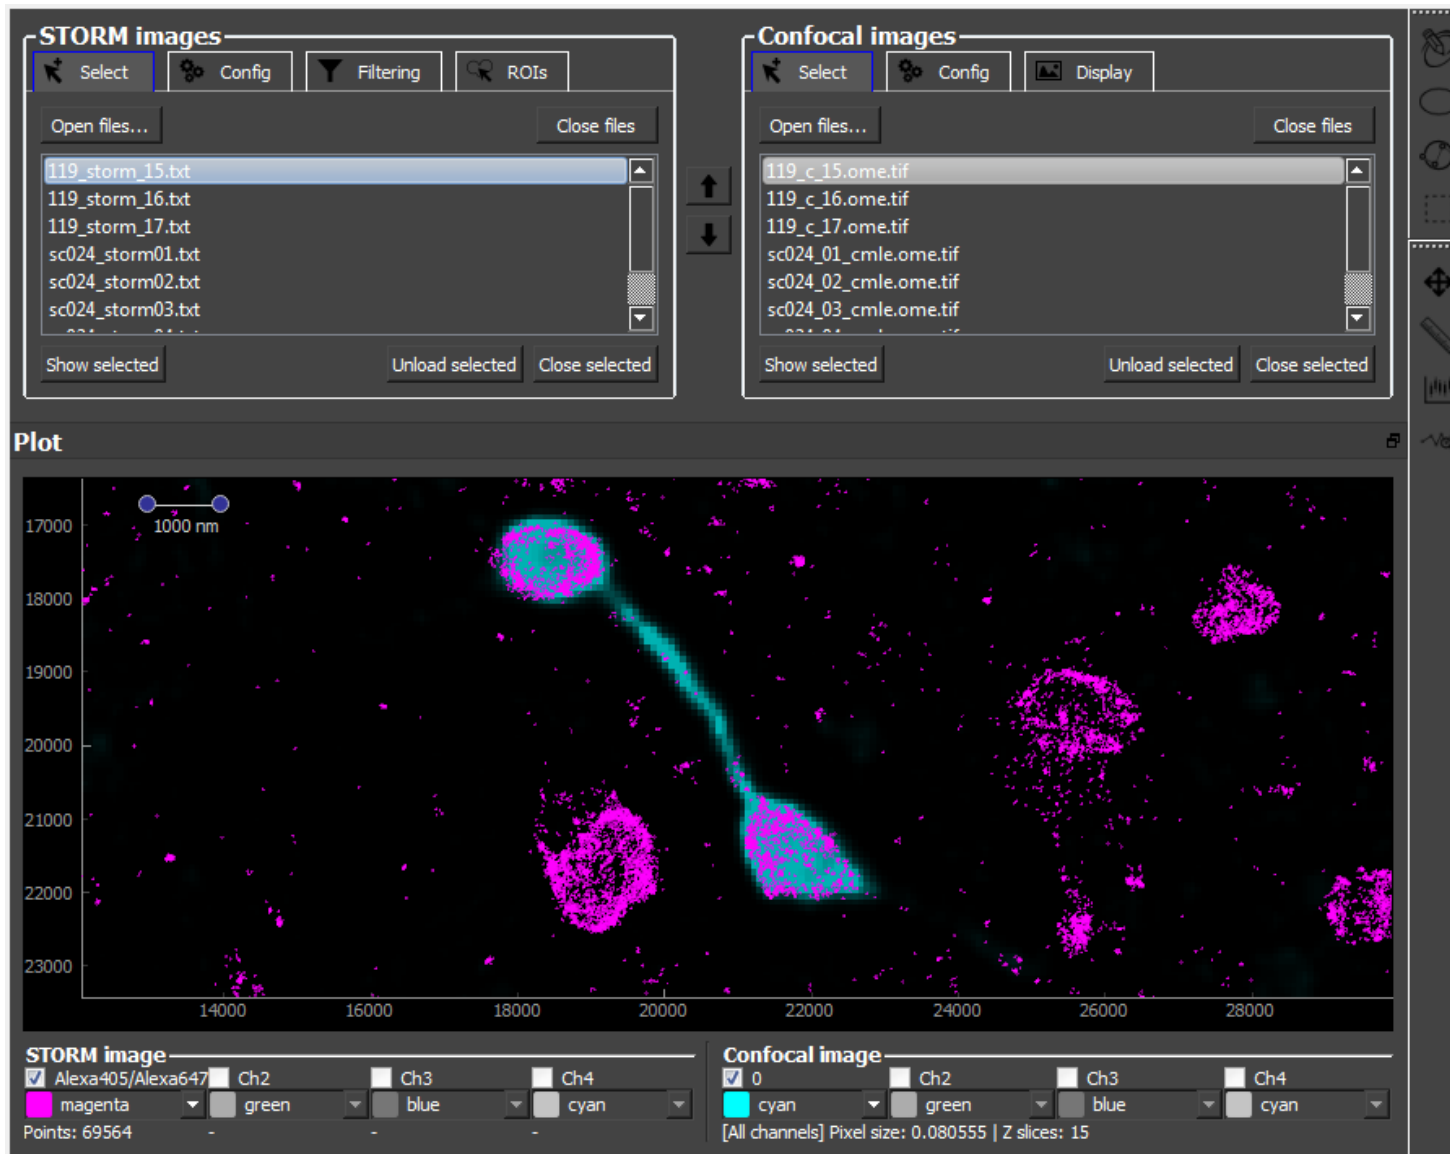 STORM images
Select Config Filtering ROIs
Open files... Close files
119_storm_15.txt
119_storm_16.txt
119_storm_17.txt
sc024_storm01.txt
sc024_storm02.txt
sc024_storm03.txt
Show selected Unload selected Close selected
Confocal images
Select Config Display
Open files... Close files
119_c_15.ome.tif
119_c_16.ome.tif
119_c_17.ome.tif
sc024_01_cmle.ome.tif
sc024_02_cmle.ome.tif
sc024_03_cmle.ome.tif
Show selected Unload selected Close selected
Plot
1000 nm
17000
18000
19000
20000
21000
22000
23000
14000 16000 18000 20000 22000 24000 26000 28000
STORM image
Alexa405/Alexa647 Ch2 Ch3 Ch4
magenta green blue cyan
Points: 69564 - - -
Confocal image
0 Ch2 Ch3 Ch4
cyan green blue cyan
[All channels] Pixel size: 0.080555 | Z slices: 15